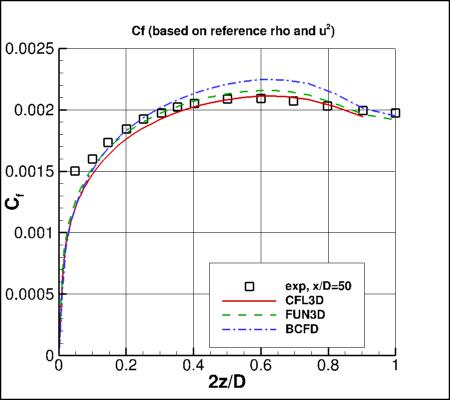 Cf (based on reference rho and u²)
0.0025
0.002
0.0015
0.001
0.0005
0
C_f
exp, x/D=50
CFL3D
FUN3D
BCFD
0 0.2 0.4 0.6 0.8 1
2z/D